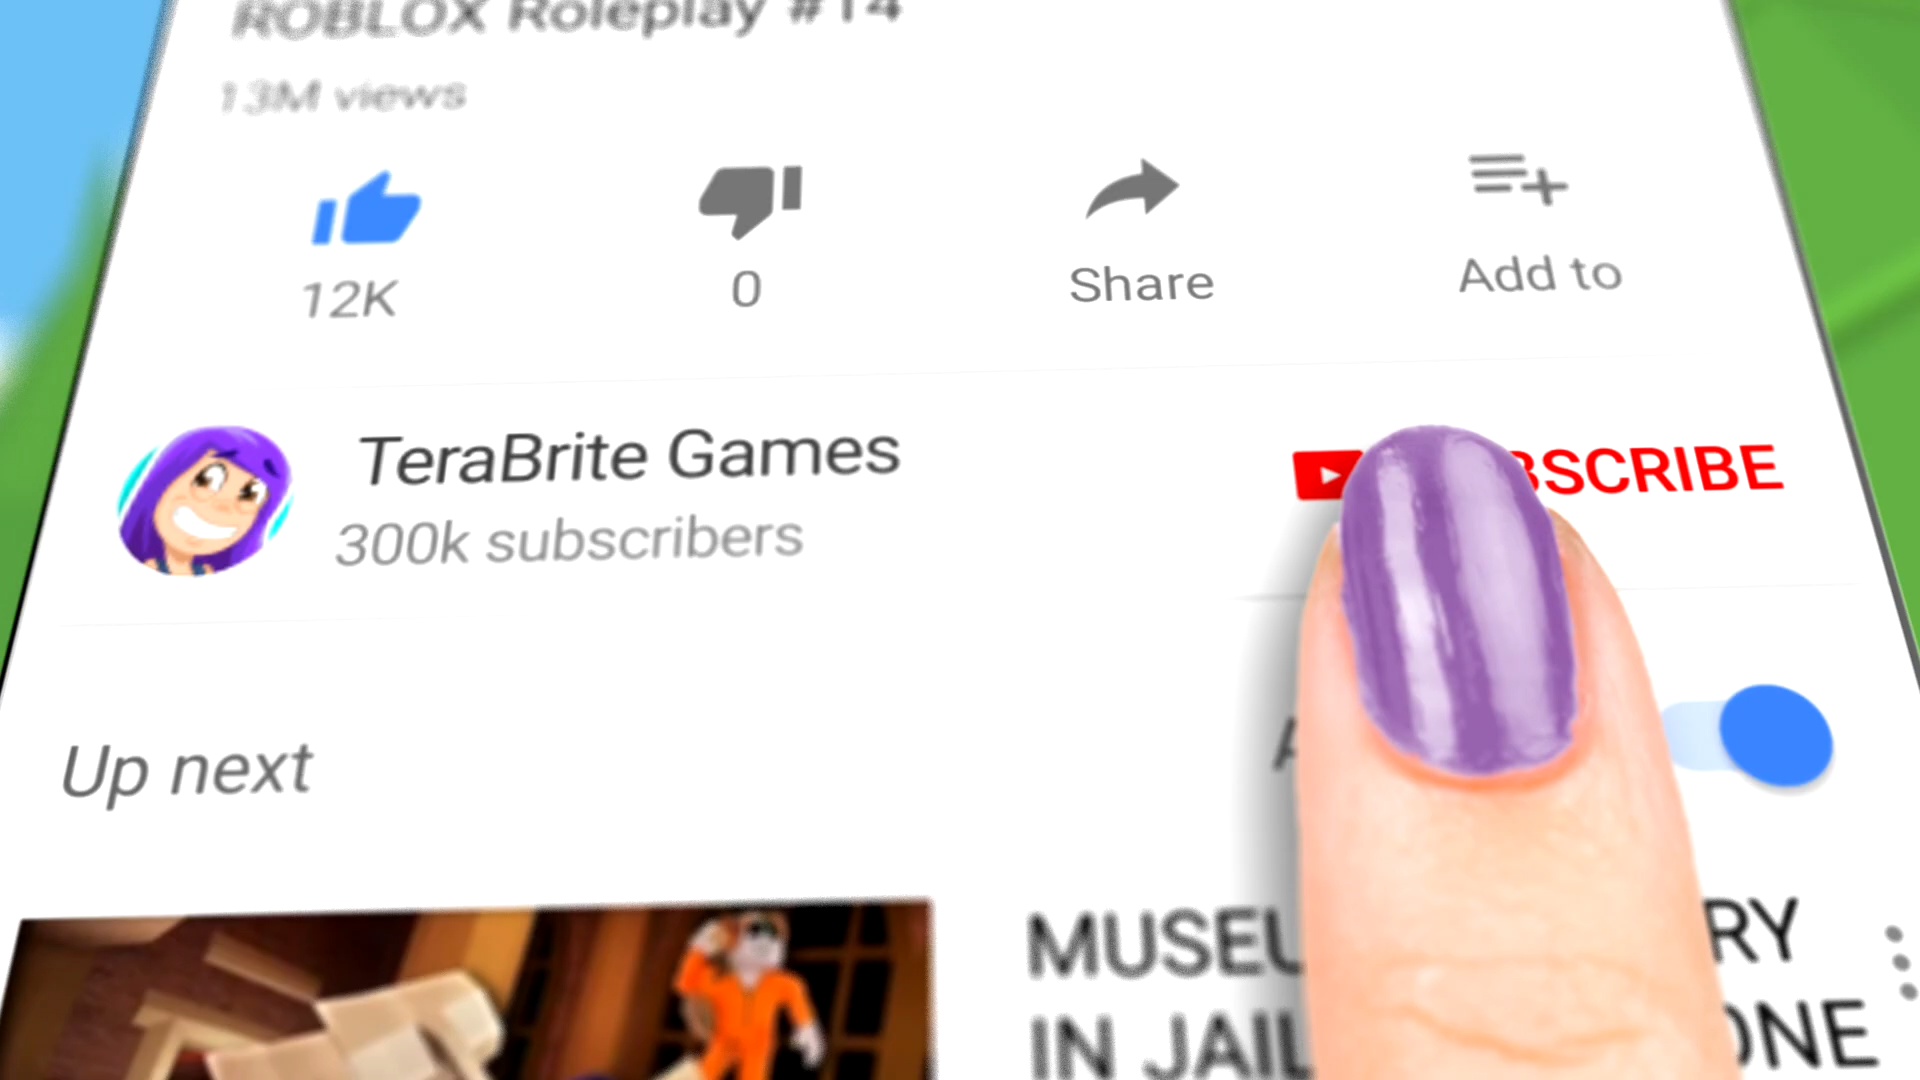 ROBLOX Roleplay #14
13M views
12K
0
Share
Add to
TeraBrite Games
300k subscribers
BSCRIBE
Up next
A
MUSEU RY
IN JAIL ONE